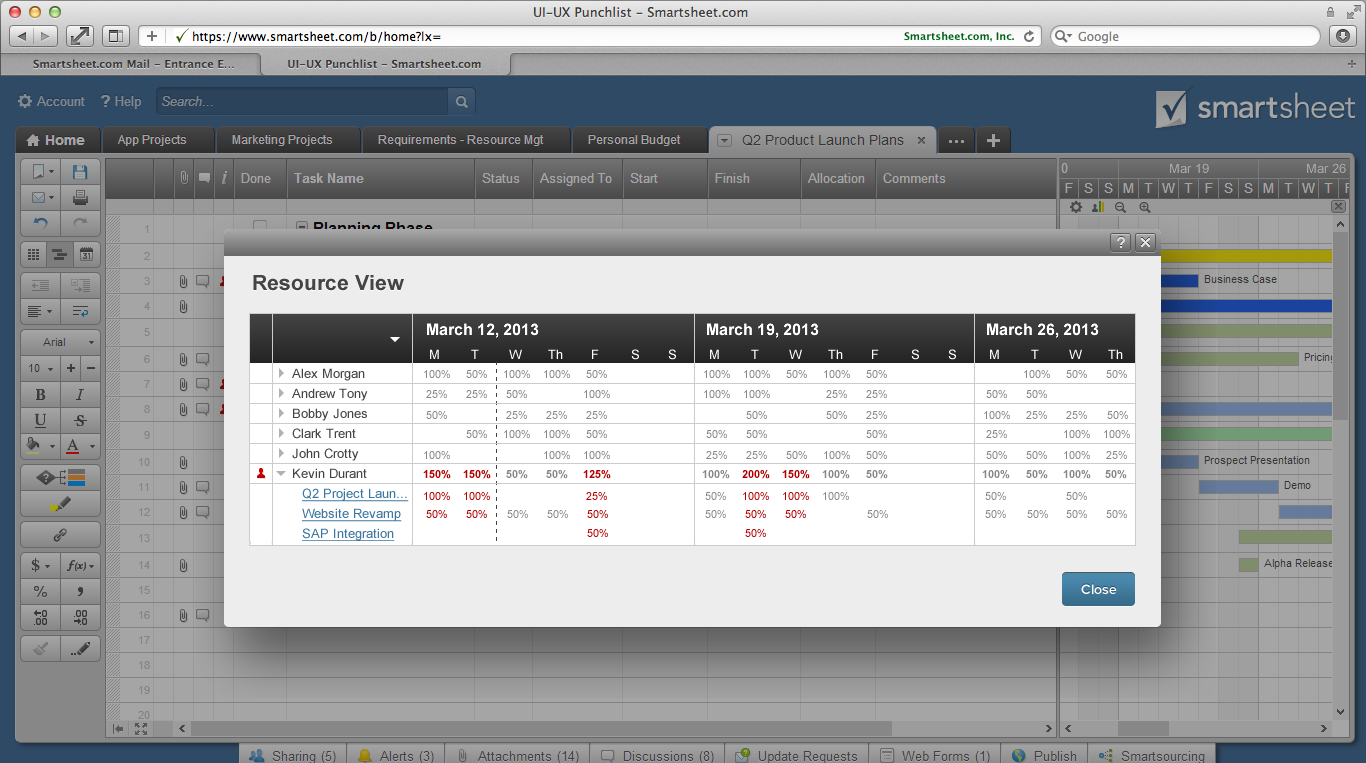 UI-UX Punchlist – Smartsheet.com
https://www.smartsheet.com/b/home?lx=
Smartsheet.com, Inc.
Google
Smartsheet.com Mail – Entrance E...
UI-UX Punchlist – Smartsheet.com
Account
? Help
Search...
smartsheet
Home
App Projects
Marketing Projects
Requirements - Resource Mgt
Personal Budget
Q2 Product Launch Plans
...
i Done Task Name Status Assigned To Start Finish Allocation Comments
0 Mar 19 Mar 26
F S S M T W T F S S M T W T F
1 Planning Phase
2
3 Business Case
4
5
6 Pricing
7
8
9
10 Prospect Presentation
11 Demo
12
13
14 Alpha Release
15
16
17
18
19
20
31
Arial
10 + –
B I
U S
A
$ f(x)
% ,
.0 .00
.00 .0
?
Resource View
March 12, 2013 March 19, 2013 March 26, 2013
M T W Th F S S M T W Th F S S M T W Th
Alex Morgan 100% 50% 100% 100% 50% 100% 100% 50% 100% 50% 100% 50% 50%
Andrew Tony 25% 25% 50% 100% 100% 100% 25% 25% 50% 50%
Bobby Jones 50% 25% 25% 25% 50% 50% 25% 100% 25% 25% 50%
Clark Trent 50% 100% 100% 50% 50% 50% 50% 25% 100% 100%
John Crotty 100% 100% 100% 25% 25% 50% 50% 50% 50% 100% 50%
Kevin Durant 150% 150% 50% 50% 125% 100% 200% 150% 100% 50% 100% 50% 100% 50%
Q2 Project Laun... 100% 100% 25% 50% 100% 100% 100% 50% 50%
Website Revamp 50% 50% 50% 50% 50% 50% 50% 50% 50% 50% 50% 50% 50%
SAP Integration 50% 50%
Close
Sharing (5)
Alerts (3)
Attachments (14)
Discussions (8)
Update Requests
Web Forms (1)
Publish
Smartsourcing